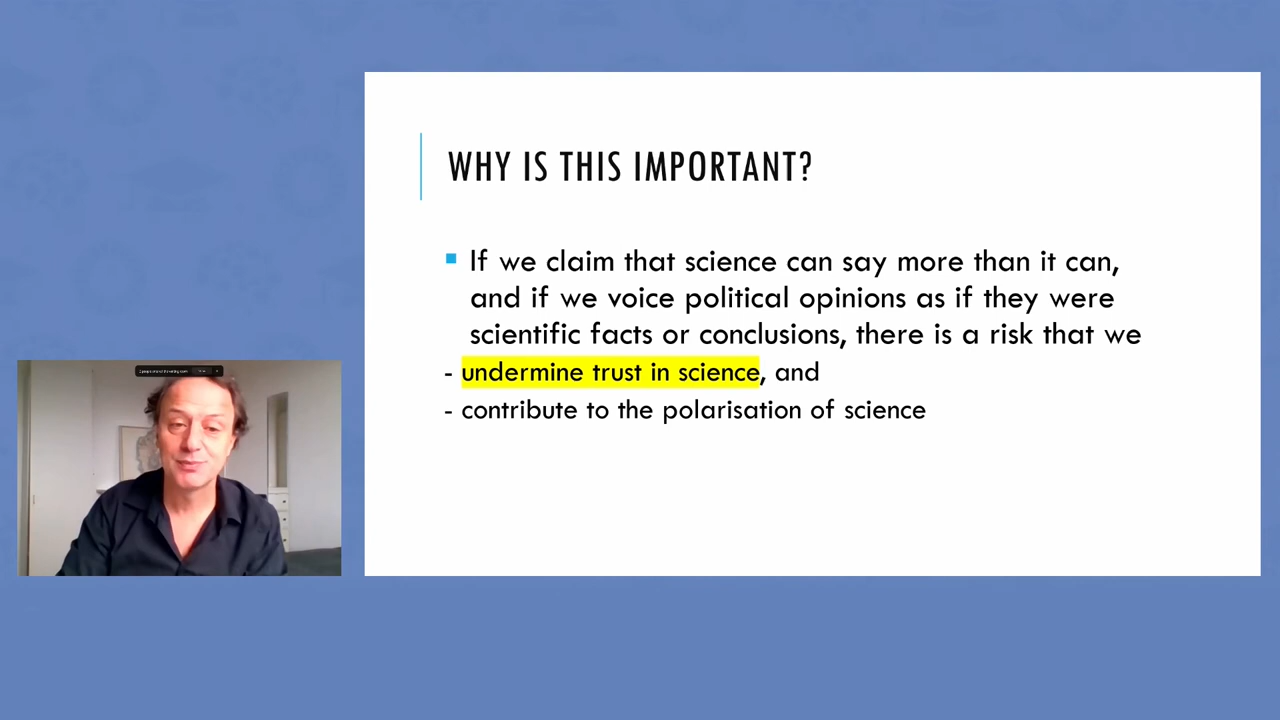 WHY IS THIS IMPORTANT?
▪ If we claim that science can say more than it can,
and if we voice political opinions as if they were
scientific facts or conclusions, there is a risk that we
- undermine trust in science, and
- contribute to the polarisation of science